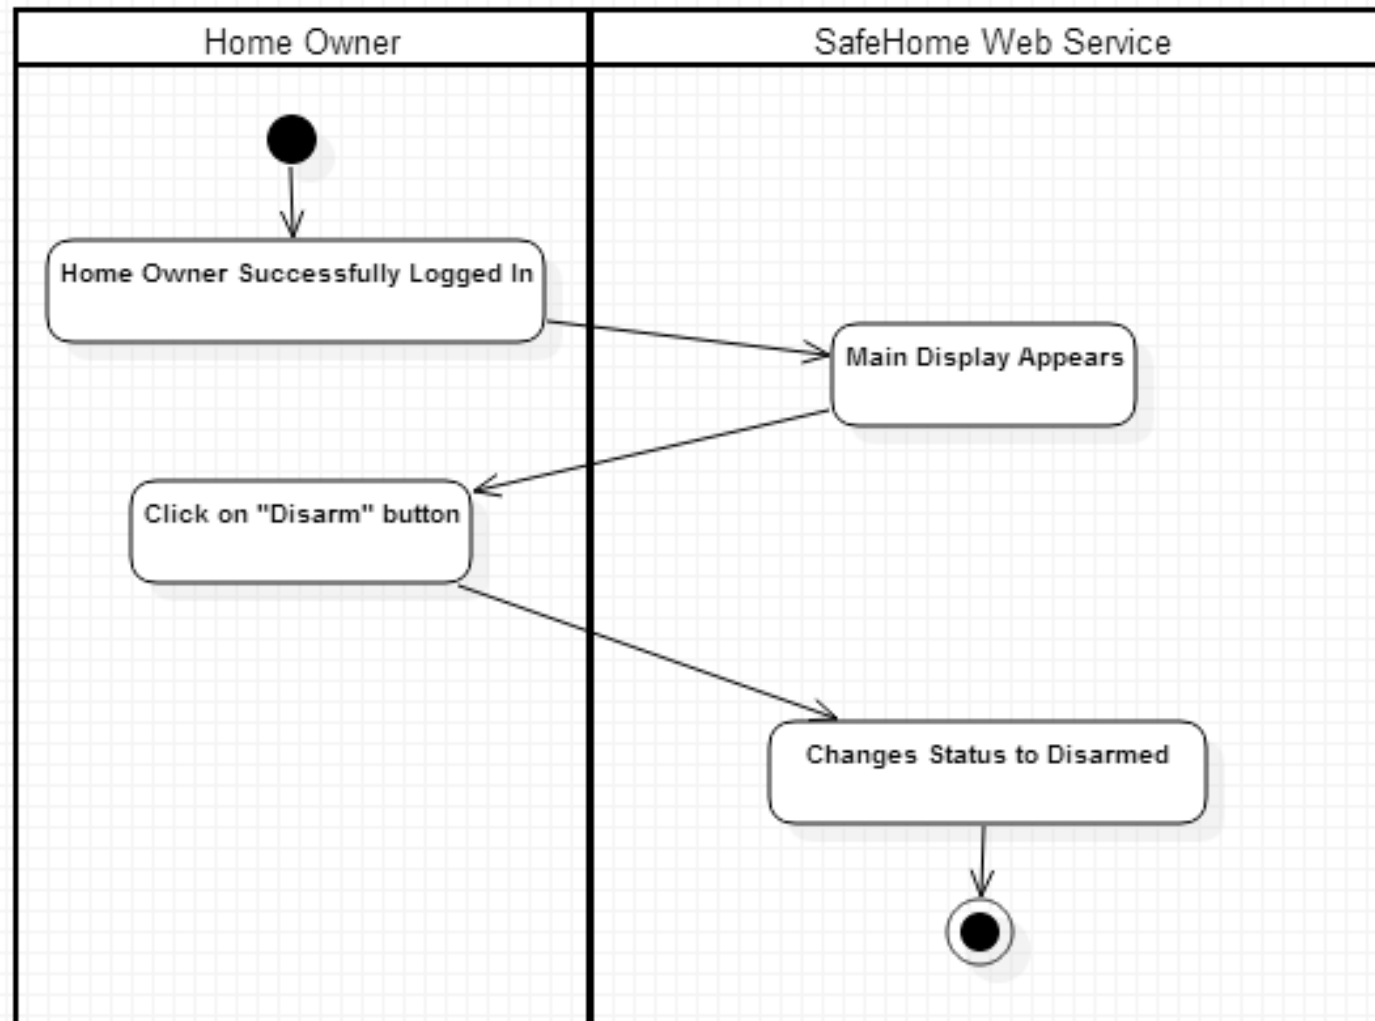 Home Owner
SafeHome Web Service
Home Owner Successfully Logged In
Main Display Appears
Click on "Disarm" button
Changes Status to Disarmed